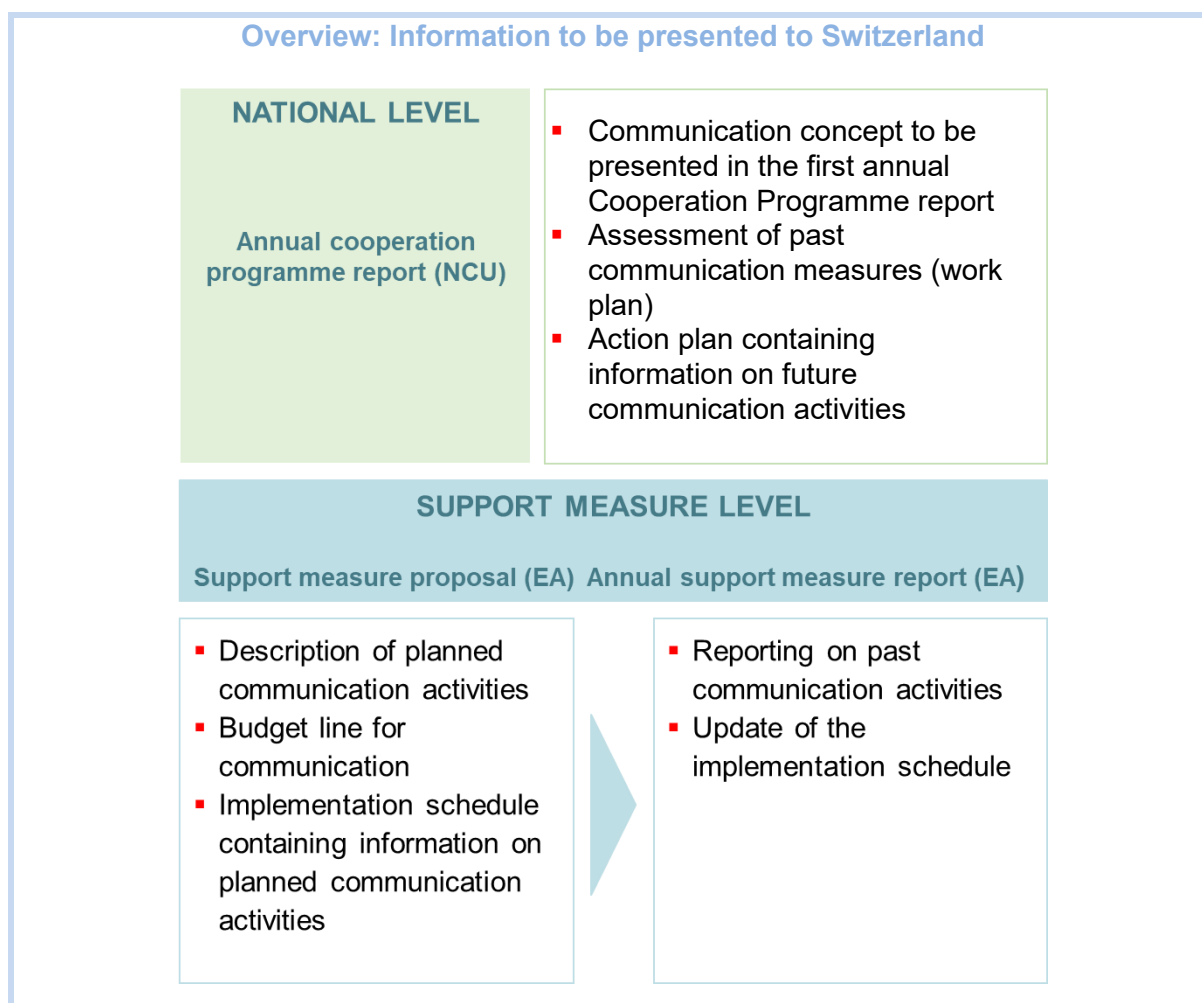 Overview: Information to be presented to Switzerland
NATIONAL LEVEL
Annual cooperation
programme report (NCU)
▪ Communication concept to be
presented in the first annual
Cooperation Programme report
▪ Assessment of past
communication measures (work
plan)
▪ Action plan containing
information on future
communication activities
SUPPORT MEASURE LEVEL
Support measure proposal (EA) Annual support measure report (EA)
▪ Description of planned
communication activities
▪ Budget line for
communication
▪ Implementation schedule
containing information on
planned communication
activities
▪ Reporting on past
communication activities
▪ Update of the
implementation schedule